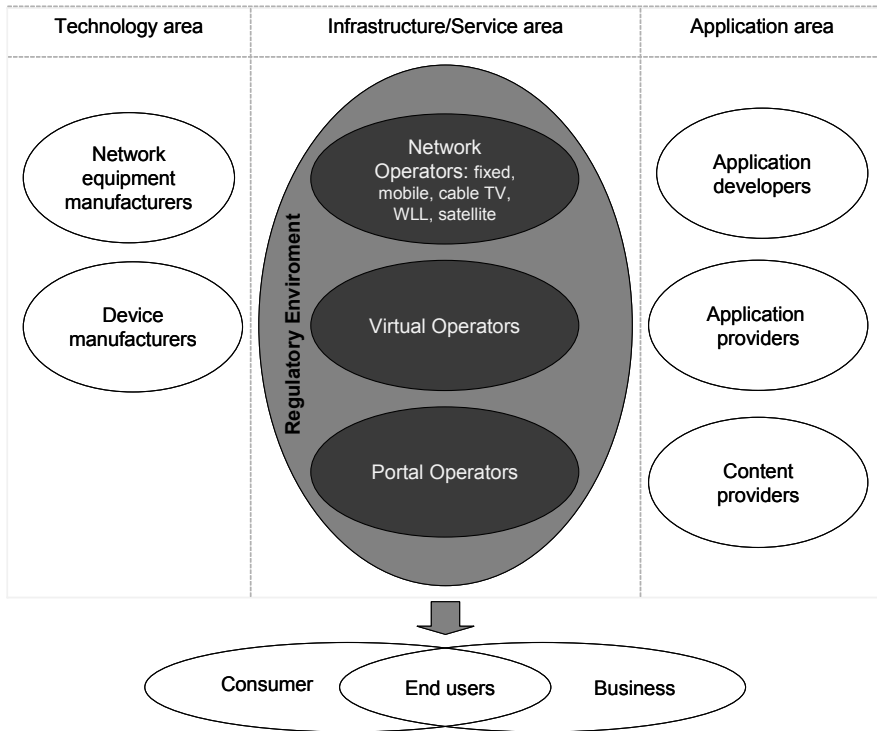 Technology area
Infrastructure/Service area
Application area
Network
equipment
manufacturers
Device
manufacturers
Regulatory Enviroment
Network
Operators: fixed,
mobile, cable TV,
WLL, satellite
Virtual Operators
Portal Operators
Application
developers
Application
providers
Content
providers
Consumer
End users
Business